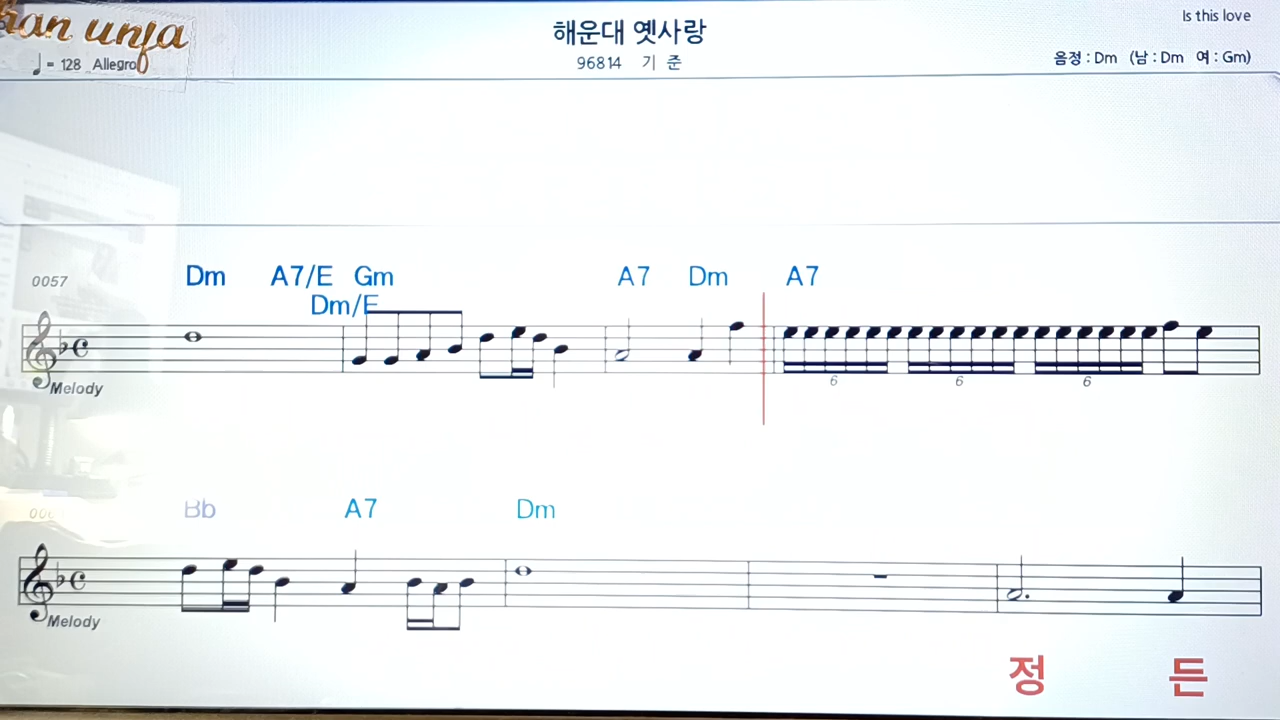 han unja
해운대 옛사랑
Is this love
♩ = 128 Allegro
96814 기 준
음정 : Dm (남 : Dm 여 : Gm)
0057
Dm A7/E Gm A7 Dm A7
Dm/E
Melody
6 6 6
Bb A7 Dm
Melody
정 든